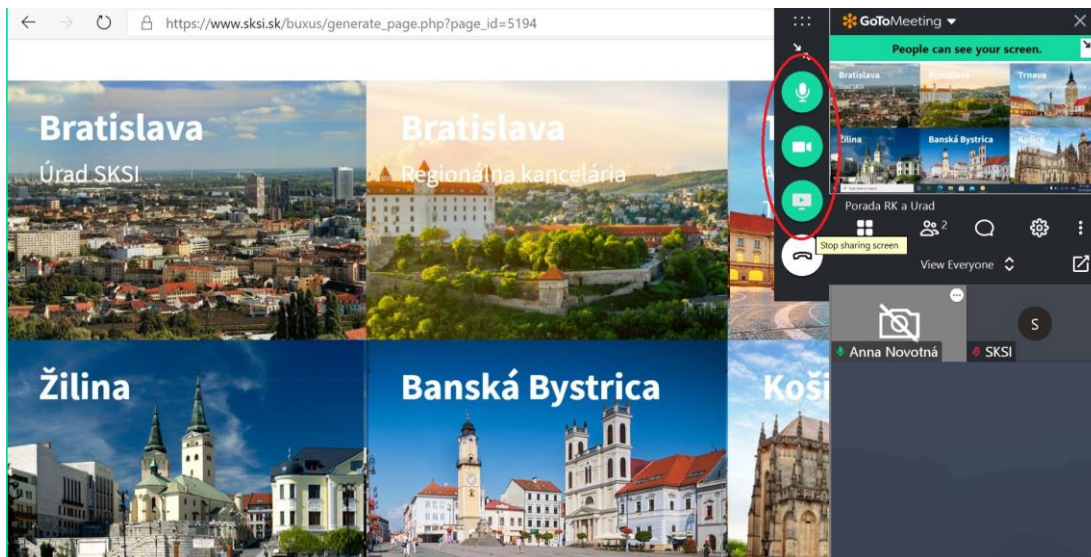 https://www.sksi.sk/buxus/generate_page.php?page_id=5194
Bratislava
Úrad SKSI
Bratislava
Regionálna kancelária
Žilina
Banská Bystrica
Koši
Stop sharing screen
GoToMeeting
People can see your screen.
Bratislava
Bratislava
Trnava
Žilina
Banská Bystrica
Košice
Porada RK a Urad
2
View Everyone
S
Anna Novotná
SKSI